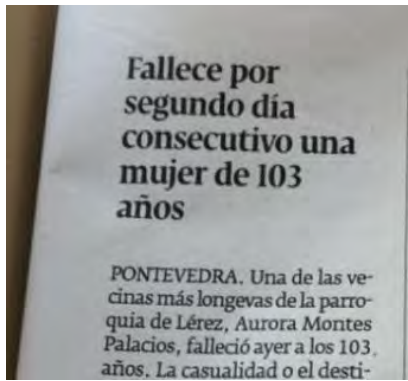 Fallece por
segundo día
consecutivo una
mujer de 103
años
PONTEVEDRA. Una de las ve-
cinas más longevas de la parro-
quia de Lérez, Aurora Montes
Palacios, falleció ayer a los 103
años. La casualidad o el desti-